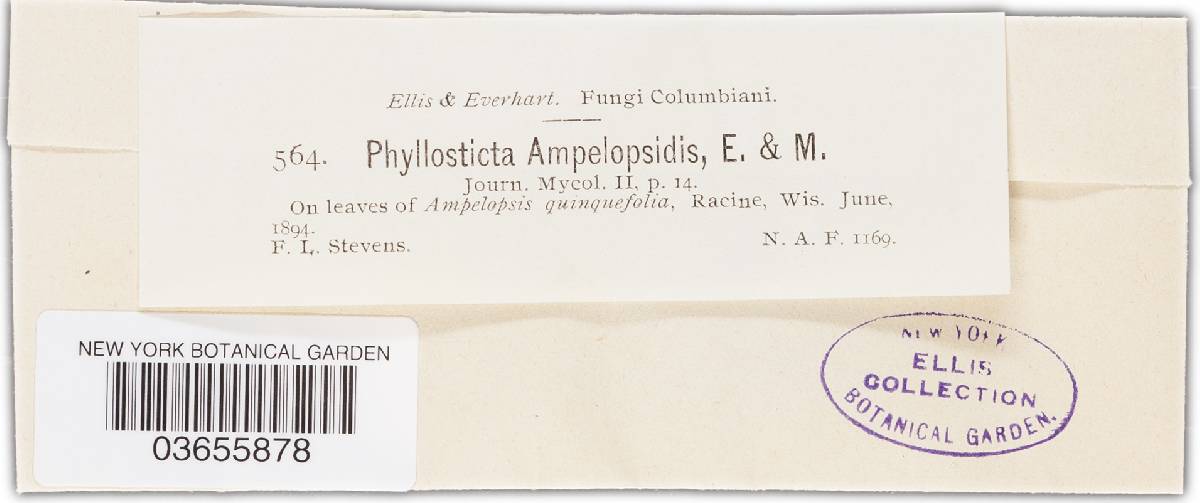 Ellis & Everhart. Fungi Columbiani.
564. Phyllosticta Ampelopsidis, E. & M.
Journ. Mycol. II, p. 14.
On leaves of Ampelopsis quinquefolia, Racine, Wis. June,
1894.
F. L. Stevens. N. A. F. 1169.
NEW YORK BOTANICAL GARDEN
03655878
NEW YORK
ELLIS
COLLECTION
BOTANICAL GARDEN.